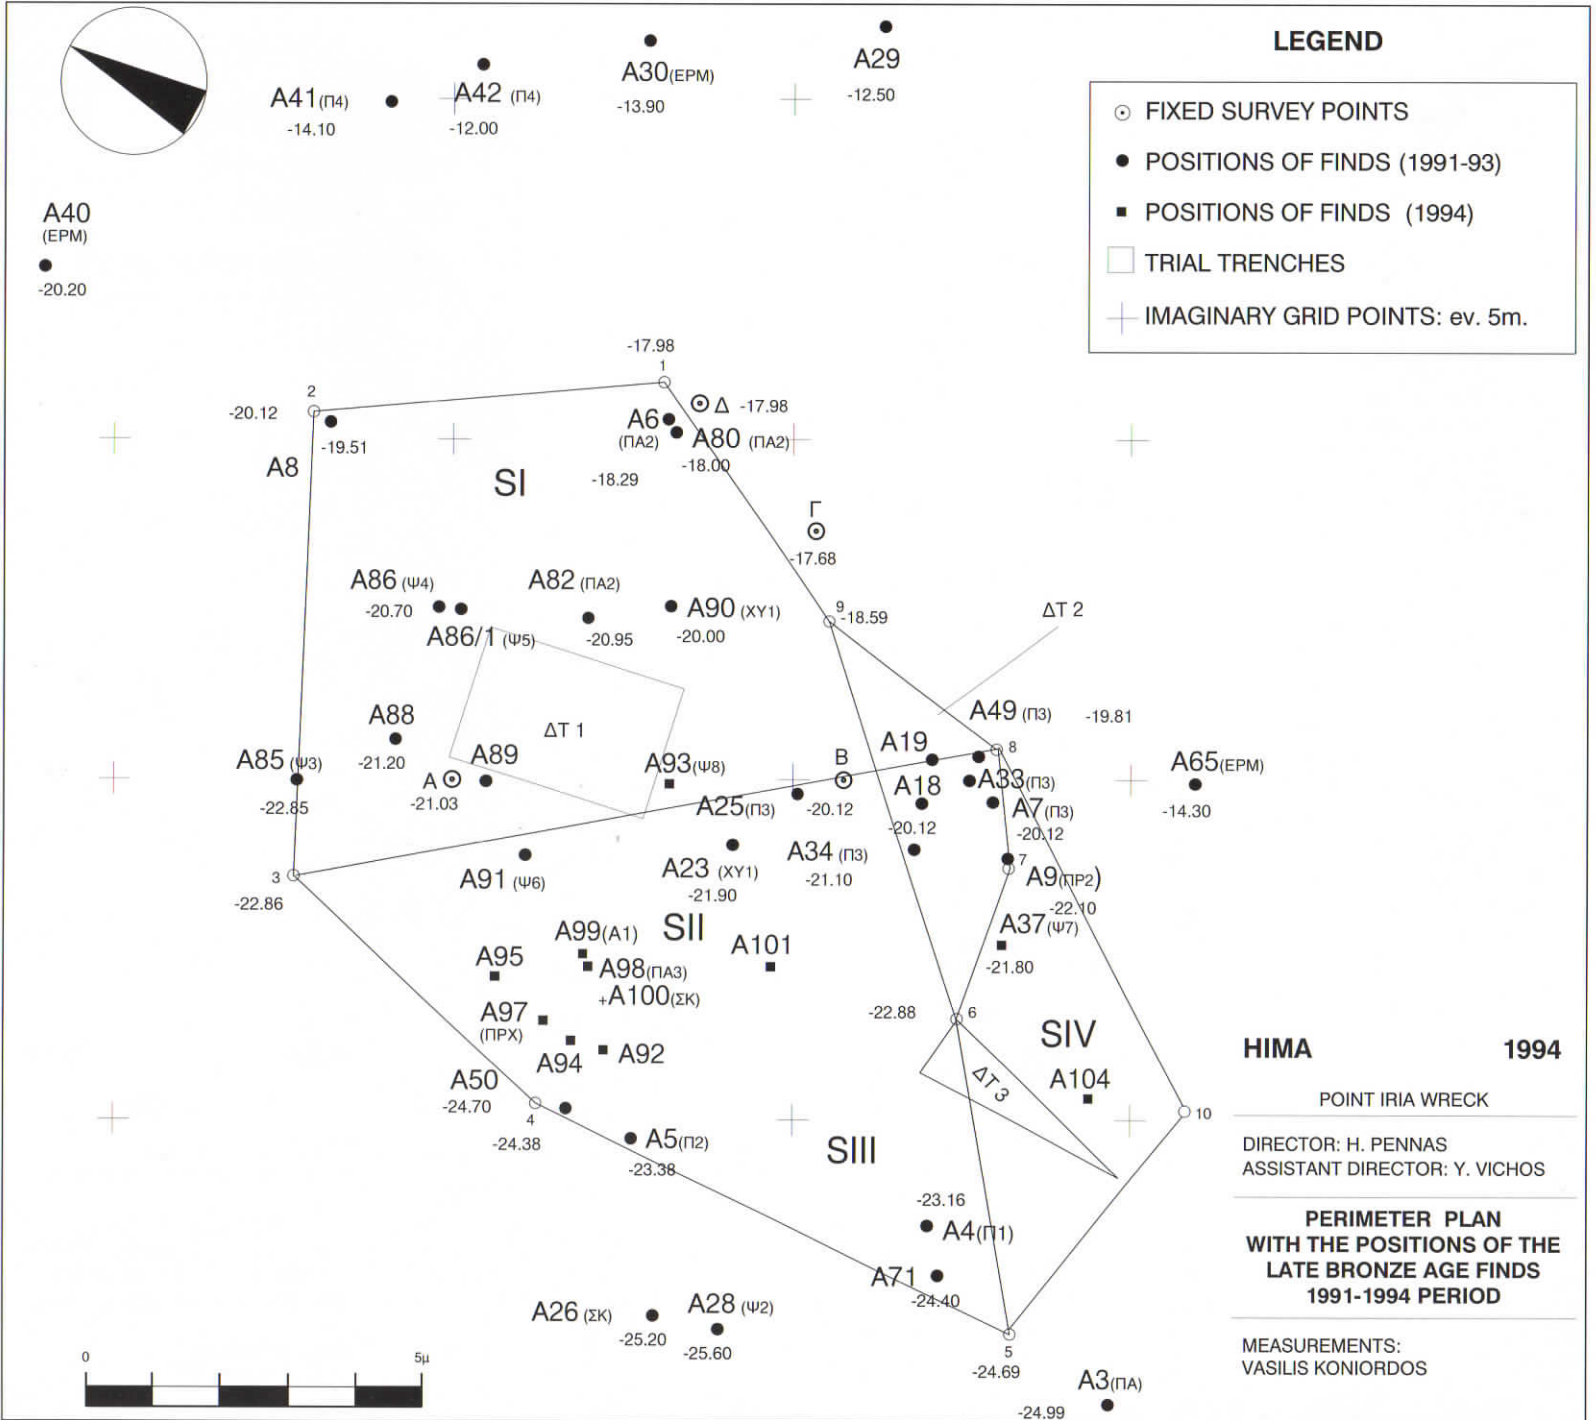 LEGEND
FIXED SURVEY POINTS
POSITIONS OF FINDS (1991-93)
POSITIONS OF FINDS (1994)
TRIAL TRENCHES
IMAGINARY GRID POINTS: ev. 5m.
A41(Π4)
-14.10
A42 (Π4)
-12.00
A30(ΕΡΜ)
-13.90
A29
-12.50
A40
(ΕΡΜ)
-20.20
-17.98
1
2
-20.12
-19.51
A8
SI
A6
(ΠΑ2)
-18.29
Δ -17.98
A80 (ΠΑ2)
-18.00
Γ
-17.68
9
-18.59
A86 (Ψ4)
-20.70
A86/1 (Ψ5)
A82 (ΠΑ2)
-20.95
A90 (ΧΥ1)
-20.00
ΔΤ 2
ΔΤ 1
A88
-21.20
A89
A85 (Ψ3)
-22.85
A
-21.03
A93(Ψ8)
B
-20.12
A19
A49 (Π3) -19.81
8
A18
-20.12
A33(Π3)
A7(Π3)
-20.12
A65(ΕΡΜ)
-14.30
A25(Π3)
A34 (Π3)
-21.10
A23 (ΧΥ1)
-21.90
7
A9(ΠΡ2)
-22.10
A91 (Ψ6)
3
-22.86
SII
A37(Ψ7)
-21.80
A99(Α1)
A98(ΠΑ3)
+A100(ΣΚ)
A95
A97
(ΠΡΧ)
A94
A92
A101
-22.88
6
SIV
A104
ΔΤ 3
10
A50
-24.70
4
-24.38
A5(Π2)
-23.38
SIII
-23.16
A4(Π1)
A71
-24.40
A26 (ΣΚ)
-25.20
A28 (Ψ2)
-25.60
5
-24.69
A3(ΠΑ)
-24.99
0 5μ
HIMA 1994
POINT IRIA WRECK
DIRECTOR: H. PENNAS
ASSISTANT DIRECTOR: Y. VICHOS
PERIMETER PLAN
WITH THE POSITIONS OF THE
LATE BRONZE AGE FINDS
1991-1994 PERIOD
MEASUREMENTS:
VASILIS KONIORDOS